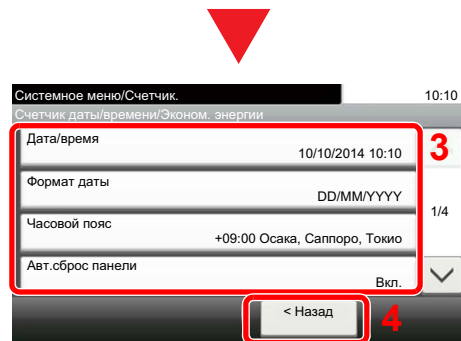 Системное меню/Счетчик.
10:10
Счетчик даты/времени/Эконом. энергии
Дата/время
10/10/2014 10:10
3
Формат даты
DD/MM/YYYY
1/4
Часовой пояс
+09:00 Осака, Саппоро, Токио
Авт.сброс панели
Вкл.
< Назад
4